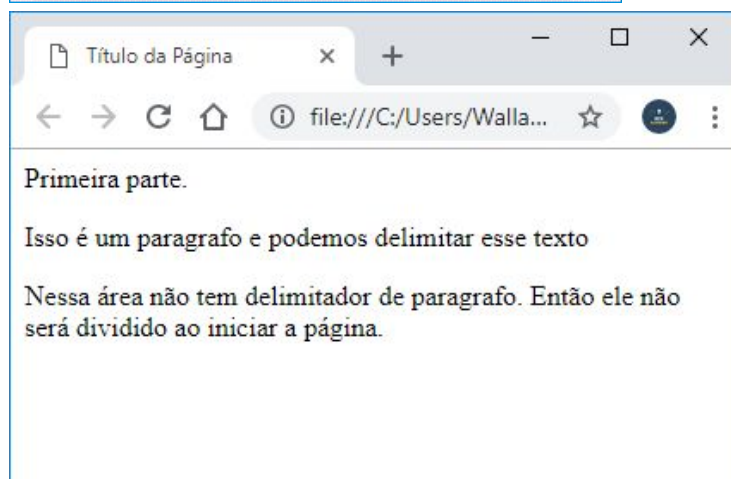 Título da Página
file:///C:/Users/Walla...
Primeira parte.
Isso é um paragrafo e podemos delimitar esse texto
Nessa área não tem delimitador de paragrafo. Então ele não
será dividido ao iniciar a página.